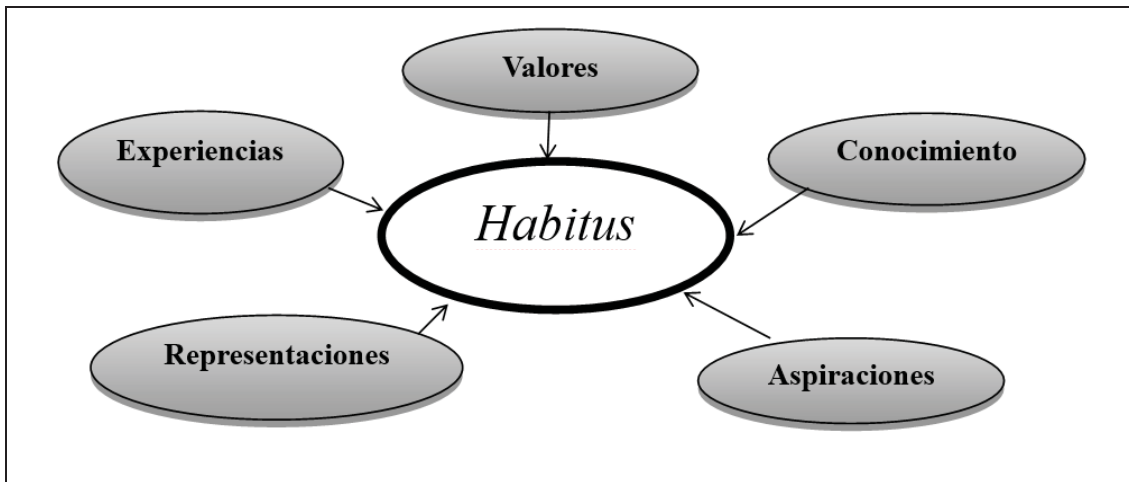 Valores
Experiencias
Conocimiento
Habitus
Representaciones
Aspiraciones